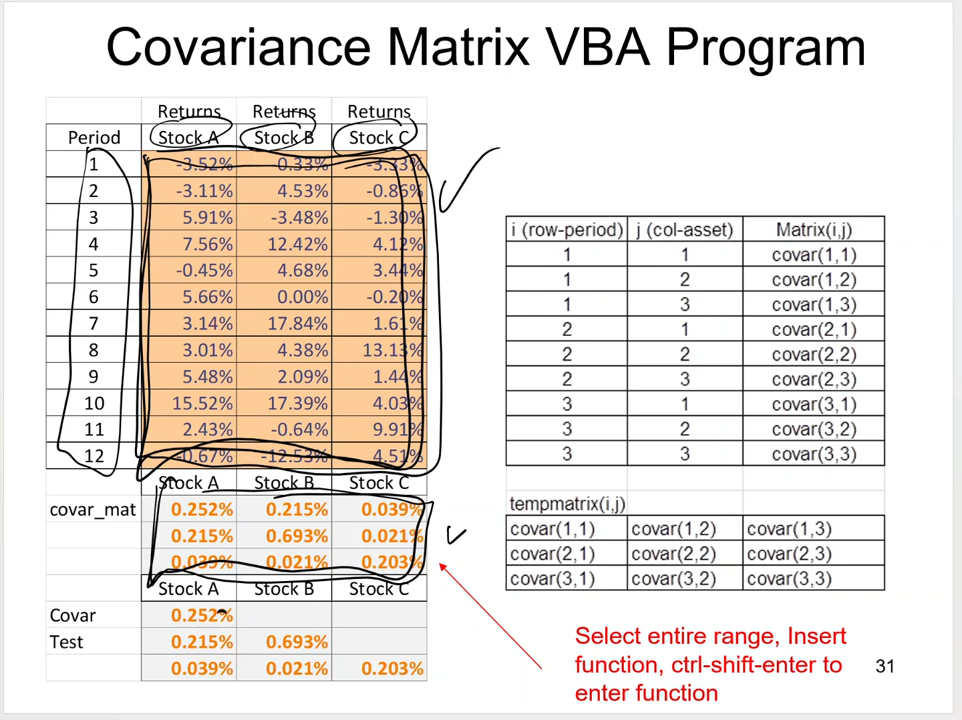 Covariance Matrix VBA Program
Returns Returns Returns
Period Stock A Stock B Stock C
1 -3.52% 0.33% -3.33%
2 -3.11% 4.53% -0.86%
3 5.91% -3.48% -1.30%
4 7.56% 12.42% 4.12%
5 -0.45% 4.68% 3.44%
6 5.66% 0.00% -0.20%
7 3.14% 17.84% 1.61%
8 3.01% 4.38% 13.13%
9 5.48% 2.09% 1.44%
10 15.52% 17.39% 4.03%
11 2.43% -0.64% 9.91%
12 -0.67% -12.53% 4.51%
Stock A Stock B Stock C
covar_mat 0.252% 0.215% 0.039%
0.215% 0.693% 0.021%
0.039% 0.021% 0.203%
Stock A Stock B Stock C
Covar 0.252%
Test 0.215% 0.693%
0.039% 0.021% 0.203%
i (row-period) j (col-asset) Matrix(i,j)
1 1 covar(1,1)
1 2 covar(1,2)
1 3 covar(1,3)
2 1 covar(2,1)
2 2 covar(2,2)
2 3 covar(2,3)
3 1 covar(3,1)
3 2 covar(3,2)
3 3 covar(3,3)
tempmatrix(i,j)
covar(1,1) covar(1,2) covar(1,3)
covar(2,1) covar(2,2) covar(2,3)
covar(3,1) covar(3,2) covar(3,3)
Select entire range, Insert
function, ctrl-shift-enter to
enter function
31